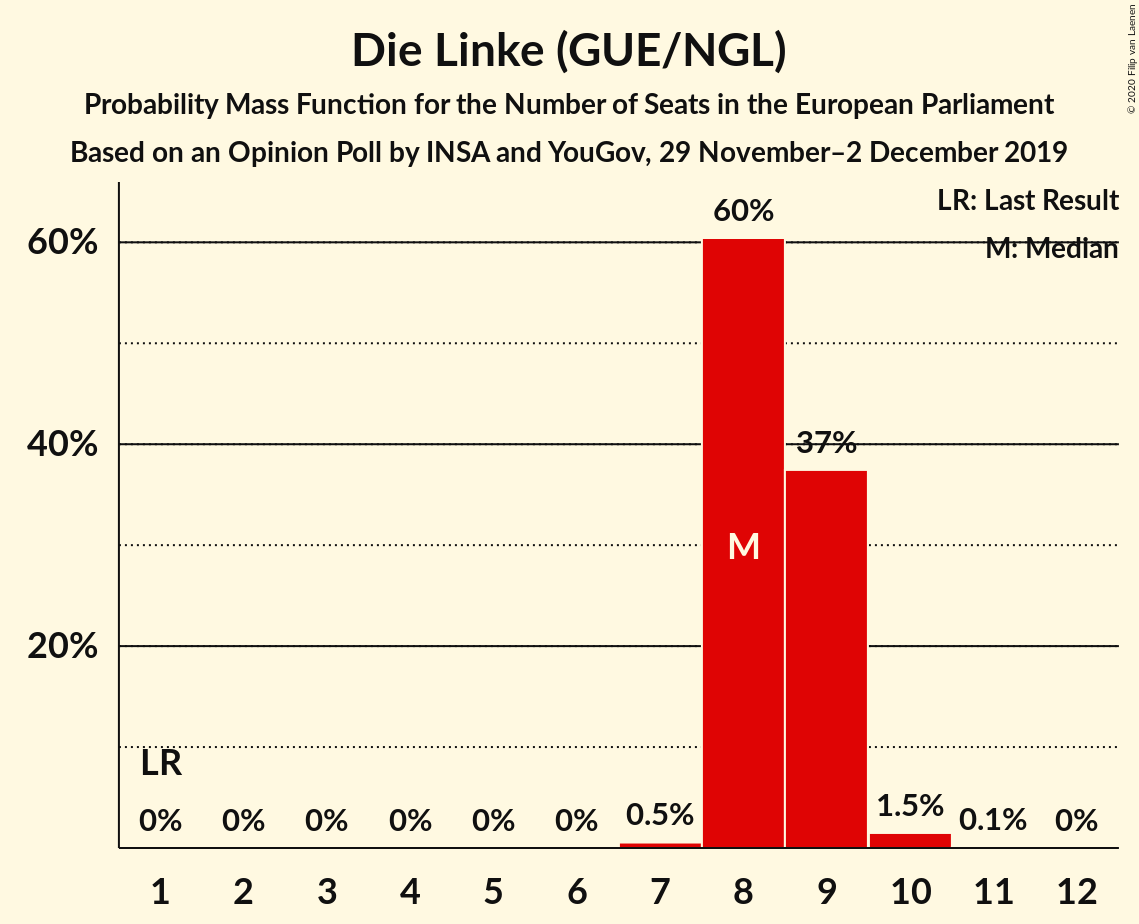 Die Linke (GUE/NGL)
Probability Mass Function for the Number of Seats in the European Parliament
Based on an Opinion Poll by INSA and YouGov, 29 November–2 December 2019
© 2020 Filip van Laenen
LR: Last Result
M: Median
60%
40%
20%
60%
37%
M
LR
0% 0% 0% 0% 0% 0% 0.5% 1.5% 0.1% 0%
1 2 3 4 5 6 7 8 9 10 11 12